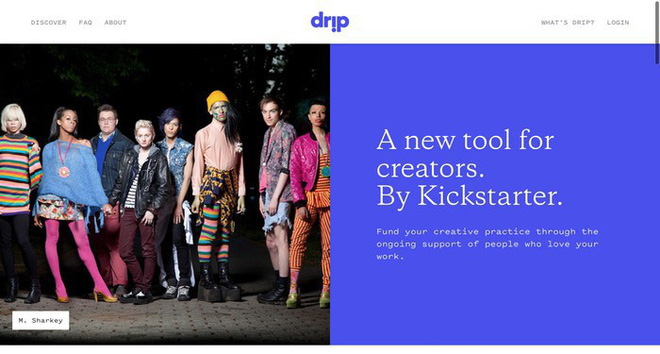 DISCOVER FAQ ABOUT
drip
WHAT'S DRIP? LOGIN
A new tool for
creators.
By Kickstarter.
Fund your creative practice through the
ongoing support of people who love your
work.
M. Sharkey